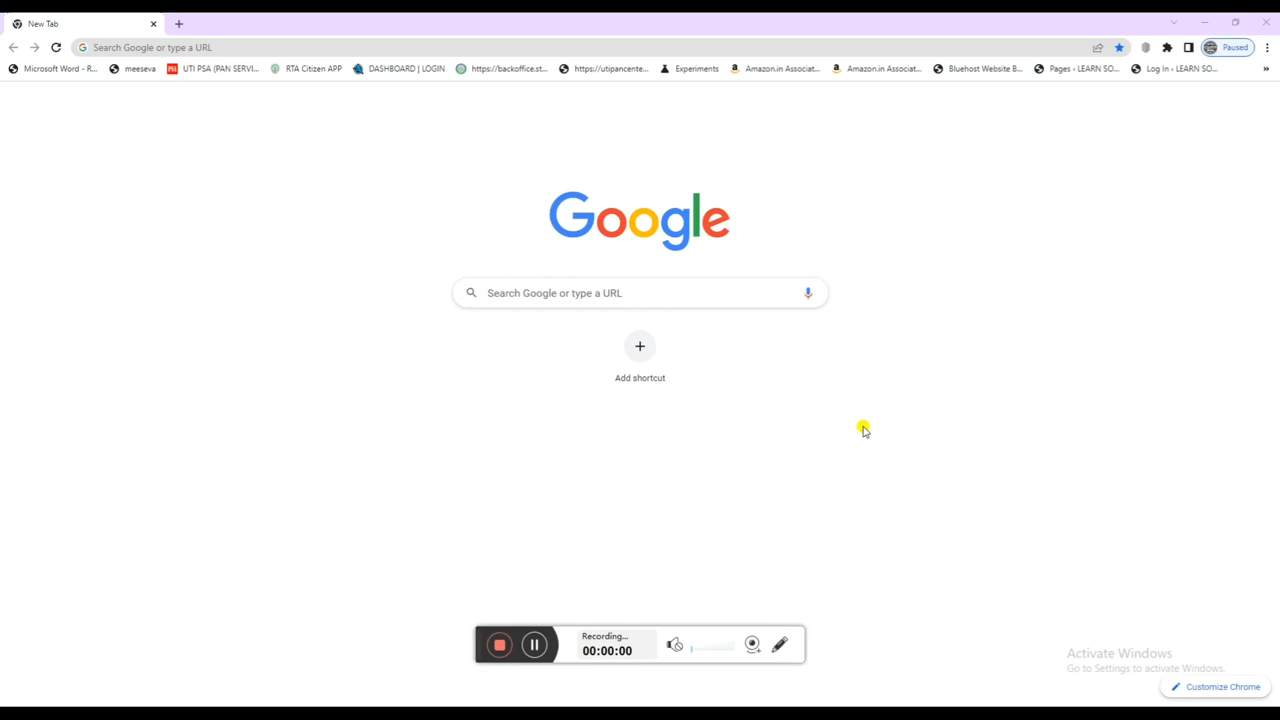 New Tab
Search Google or type a URL
Paused
Microsoft Word - R...
meeseva
UTI PSA (PAN SERVI...
RTA Citizen APP
DASHBOARD | LOGIN
https://backoffice.st...
https://utipancente...
Experiments
Amazon.in Associat...
Amazon.in Associat...
Bluehost Website B...
Pages ‹ LEARN SO...
Log In ‹ LEARN SO...
Google
Search Google or type a URL
Add shortcut
Recording...
00:00:00
Activate Windows
Go to Settings to activate Windows.
Customize Chrome